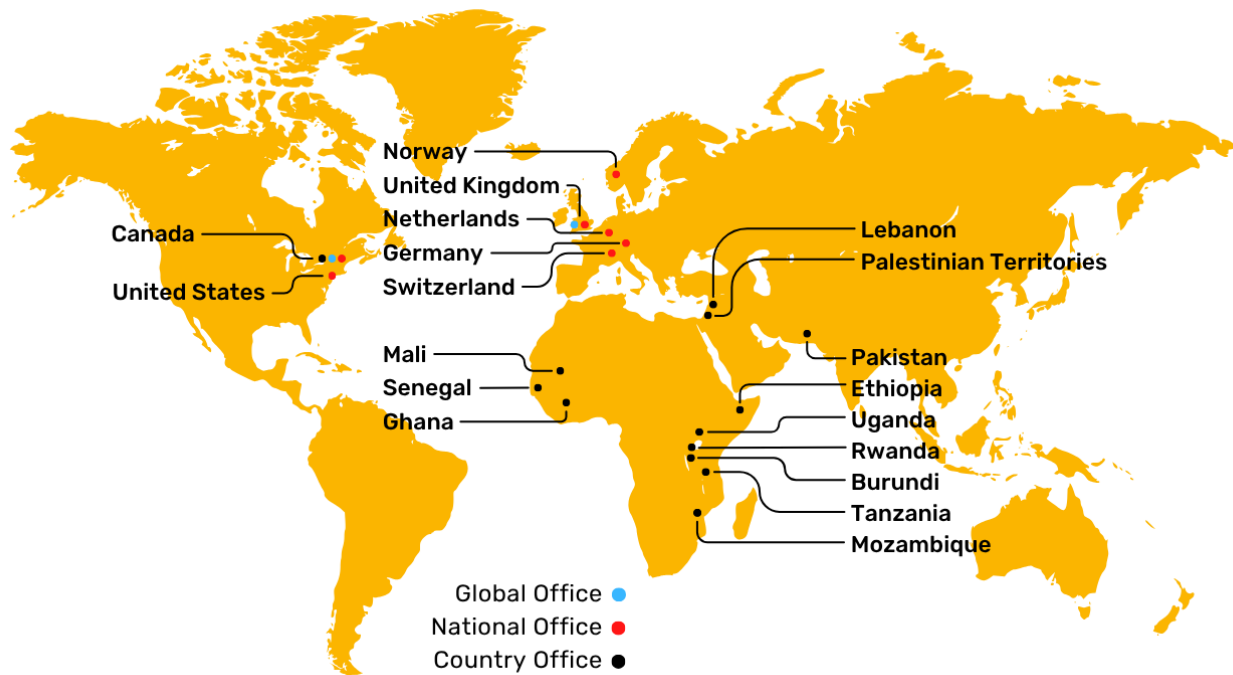 Norway
United Kingdom
Netherlands
Germany
Switzerland
Canada
United States
Lebanon
Palestinian Territories
Mali
Senegal
Ghana
Pakistan
Ethiopia
Uganda
Rwanda
Burundi
Tanzania
Mozambique
Global Office
National Office
Country Office